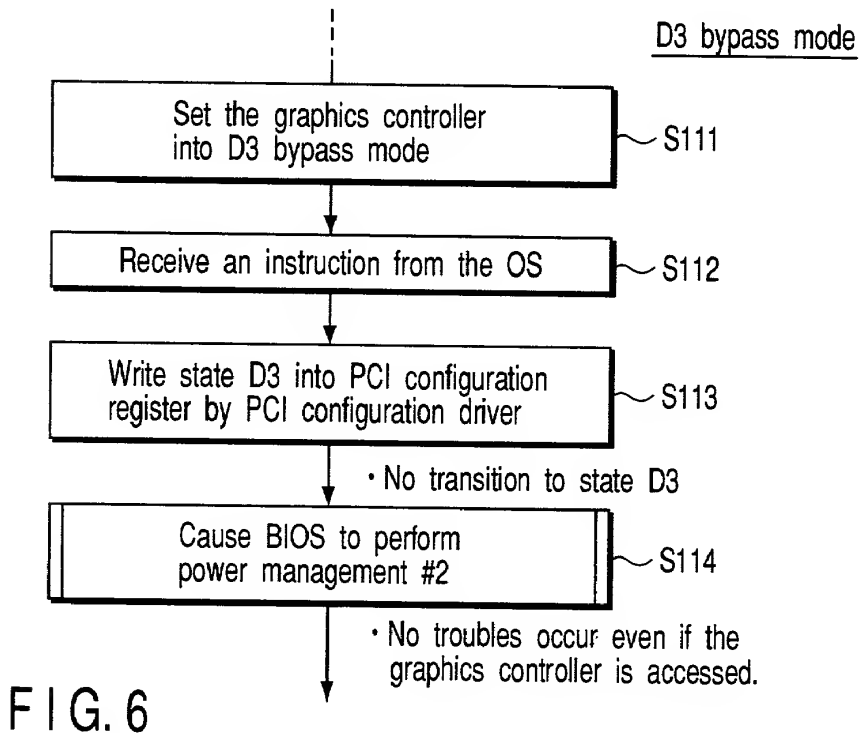 D3 bypass mode
Set the graphics controller
into D3 bypass mode
S111
Receive an instruction from the OS
S112
Write state D3 into PCI configuration
register by PCI configuration driver
S113
・No transition to state D3
Cause BIOS to perform
power management #2
S114
・No troubles occur even if the
graphics controller is accessed.
FIG. 6